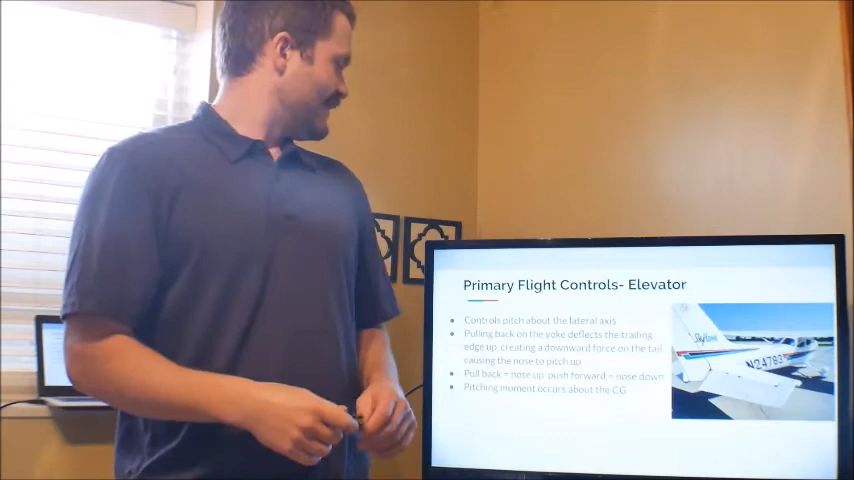 Primary Flight Controls- Elevator
● Controls pitch about the lateral axis
● Pulling back on the yoke deflects the trailing
edge up, creating a downward force on the tail
causing the nose to pitch up
● Pull back = nose up, push forward = nose down
● Pitching moment occurs about the CG
Skyhawk
N24783